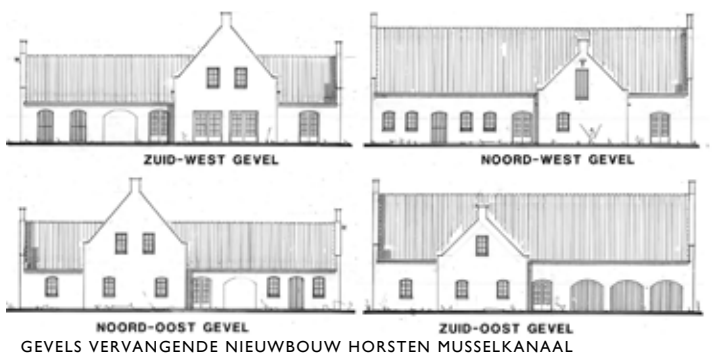 ZUID-WEST GEVEL
NOORD-WEST GEVEL
NOORD-OOST GEVEL
ZUID-OOST GEVEL
GEVELS VERVANGENDE NIEUWBOUW HORSTEN MUSSELKANAAL